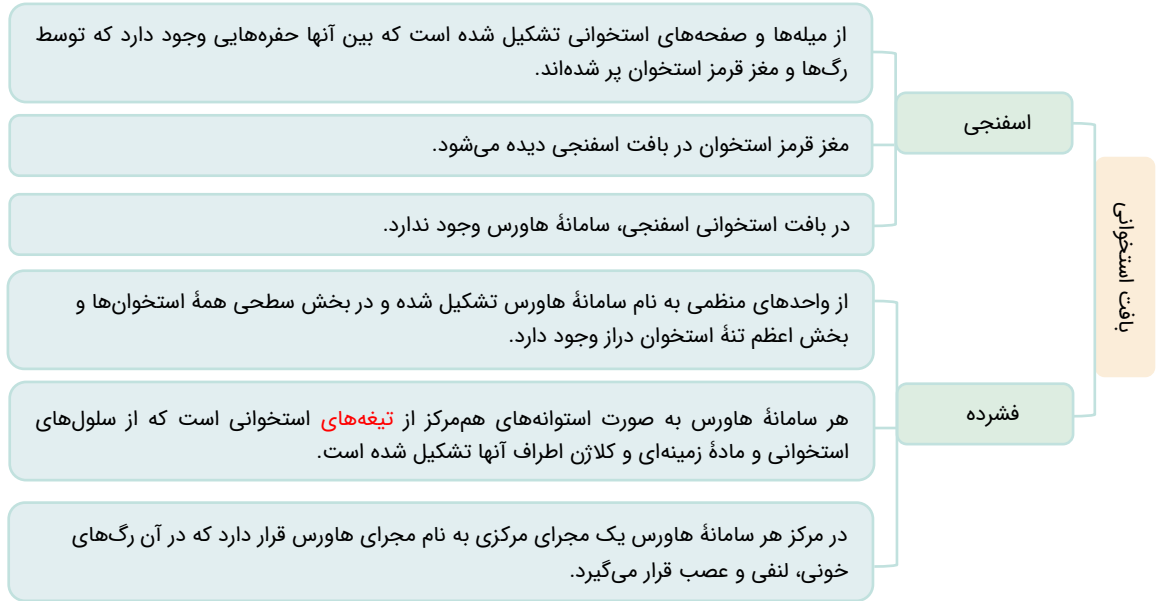 بافت استخوانی
اسفنجی
از میله‌ها و صفحه‌های استخوانی تشکیل شده است که بین آنها حفره‌هایی وجود دارد که توسط
رگ‌ها و مغز قرمز استخوان پر شده‌اند.
مغز قرمز استخوان در بافت اسفنجی دیده می‌شود.
در بافت استخوانی اسفنجی، سامانهٔ هاورس وجود ندارد.
فشرده
از واحدهای منظمی به نام سامانهٔ هاورس تشکیل شده و در بخش سطحی همهٔ استخوان‌ها و
بخش اعظم تنهٔ استخوان دراز وجود دارد.
هر سامانهٔ هاورس به صورت استوانه‌های هم‌مرکز از تیغه‌های استخوانی است که از سلول‌های
استخوانی و مادهٔ زمینه‌ای و کلاژن اطراف آنها تشکیل شده است.
در مرکز هر سامانهٔ هاورس یک مجرای مرکزی به نام مجرای هاورس قرار دارد که در آن رگ‌های
خونی، لنفی و عصب قرار می‌گیرد.